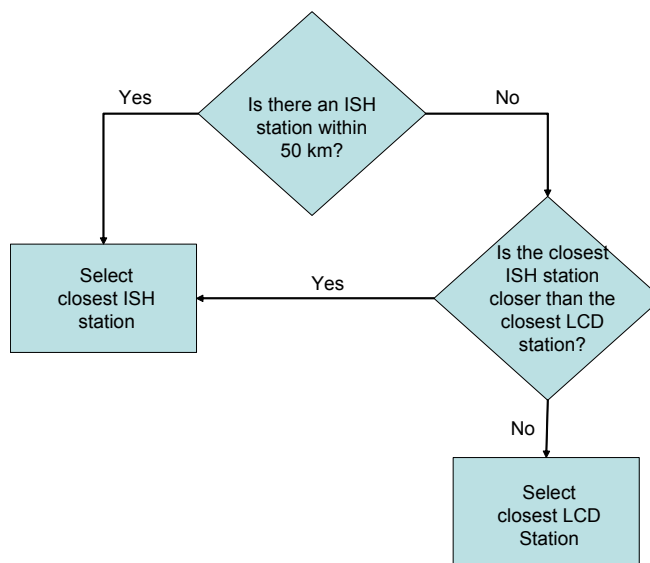 Yes
Is there an ISH
station within
50 km?
No
Select
closest ISH
station
Yes
Is the closest
ISH station
closer than the
closest LCD
station?
No
Select
closest LCD
Station